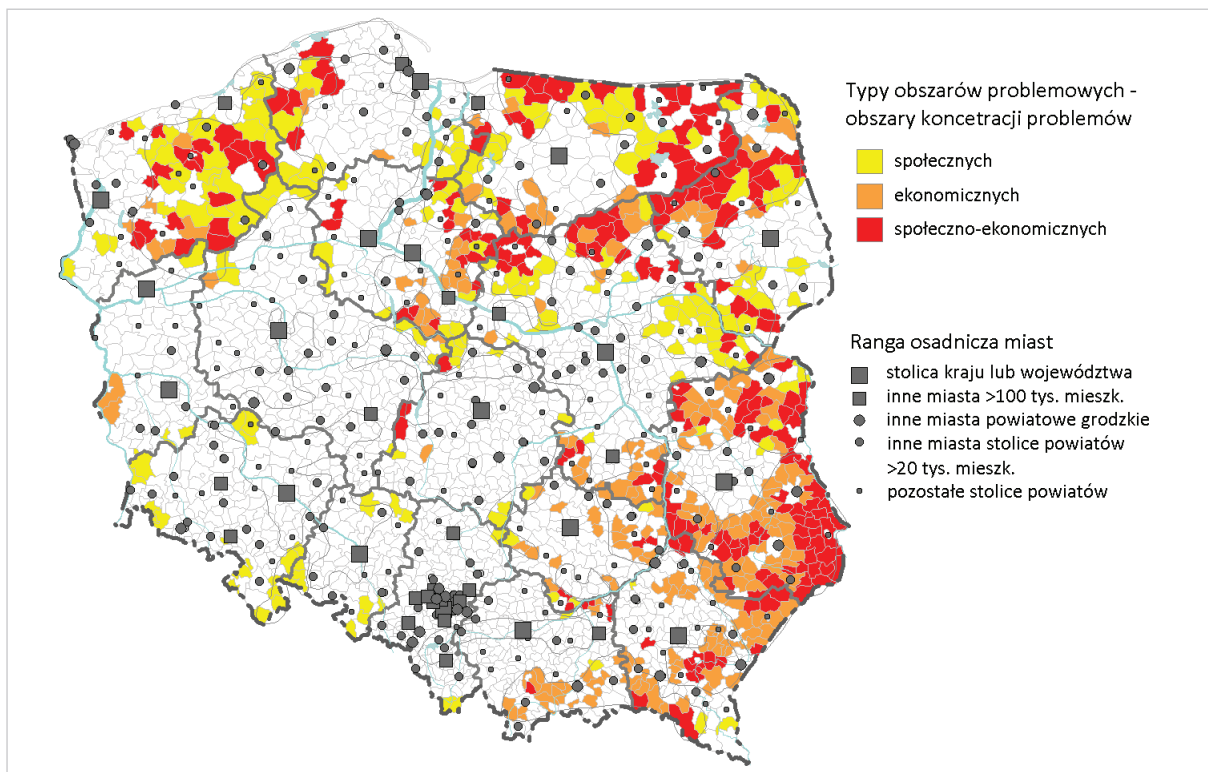 Typy obszarów problemowych -
obszary koncetracji problemów
społecznych
ekonomicznych
społeczno-ekonomicznych
Ranga osadnicza miast
stolica kraju lub województwa
inne miasta >100 tys. mieszk.
inne miasta powiatowe grodzkie
inne miasta stolice powiatów
>20 tys. mieszk.
pozostałe stolice powiatów